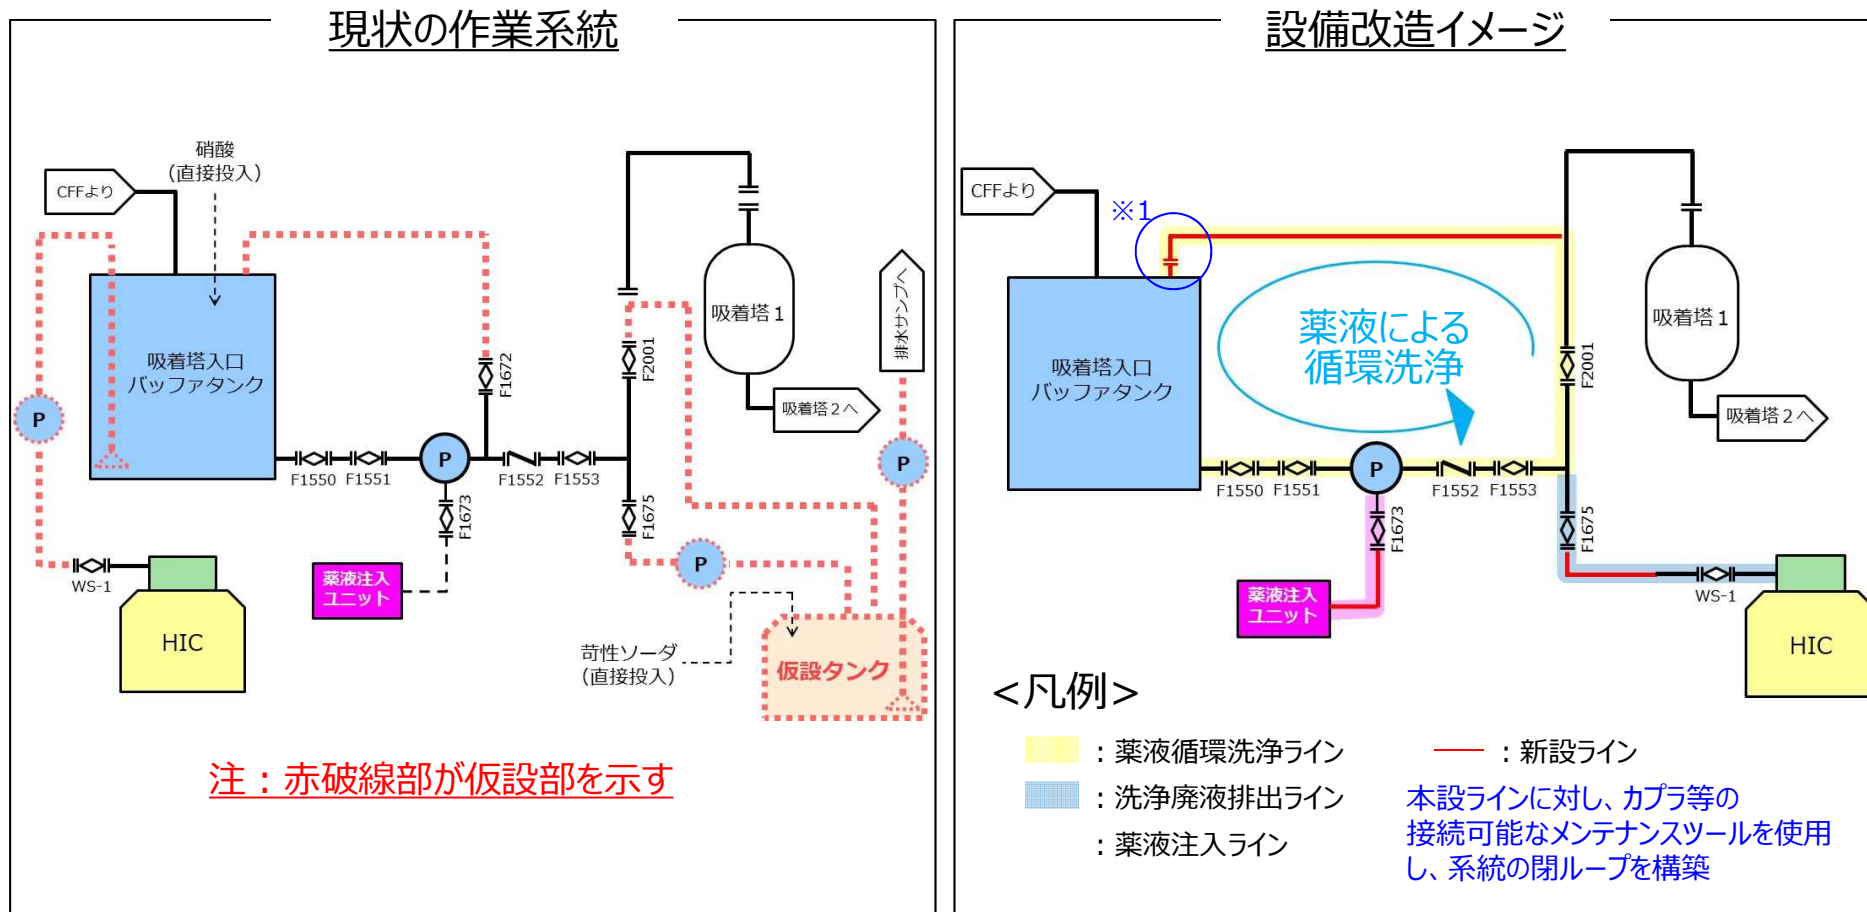 現状の作業系統
硝酸
(直接投入)
CFFより
吸着塔入口
バッファタンク
P
WS-1
HIC
F1550
F1551
P
F1672
F1552
F1553
F1673
薬液注入
ユニット
F2001
F1675
P
吸着塔1
吸着塔2へ
排水サンプへ
P
苛性ソーダ
(直接投入)
仮設タンク
注:赤破線部が仮設部を示す
設備改造イメージ
CFFより
※1
吸着塔入口
バッファタンク
薬液による
循環洗浄
F1550
F1551
P
F1552
F1553
F1673
薬液注入
ユニット
F2001
F1675
吸着塔1
吸着塔2へ
WS-1
HIC
<凡例>
:薬液循環洗浄ライン
:洗浄廃液排出ライン
:薬液注入ライン
:新設ライン
本設ラインに対し、カプラ等の
接続可能なメンテナンスツールを使用
し、系統の閉ループを構築